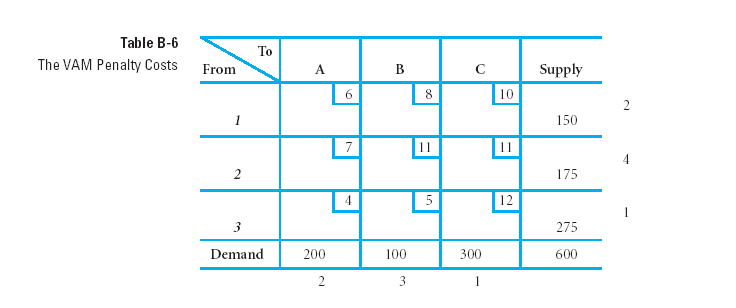 Table B-6
The VAM Penalty Costs
To
From A B C Supply
6 8 10
1 150 2
7 11 11
2 175 4
4 5 12
3 275 1
Demand 200 100 300 600
2 3 1